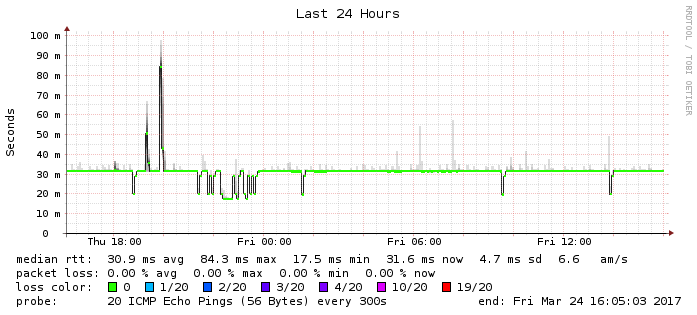 Last 24 Hours
RRDTOOL / TOBI OETIKER
Seconds
100 m
90 m
80 m
70 m
60 m
50 m
40 m
30 m
20 m
10 m
0
Thu 18:00 Fri 00:00 Fri 06:00 Fri 12:00
median rtt: 30.9 ms avg 84.3 ms max 17.5 ms min 31.6 ms now 4.7 ms sd 6.6 am/s
packet loss: 0.00 % avg 0.00 % max 0.00 % min 0.00 % now
loss color: 0 1/20 2/20 3/20 4/20 10/20 19/20
probe: 20 ICMP Echo Pings (56 Bytes) every 300s end: Fri Mar 24 16:05:03 2017